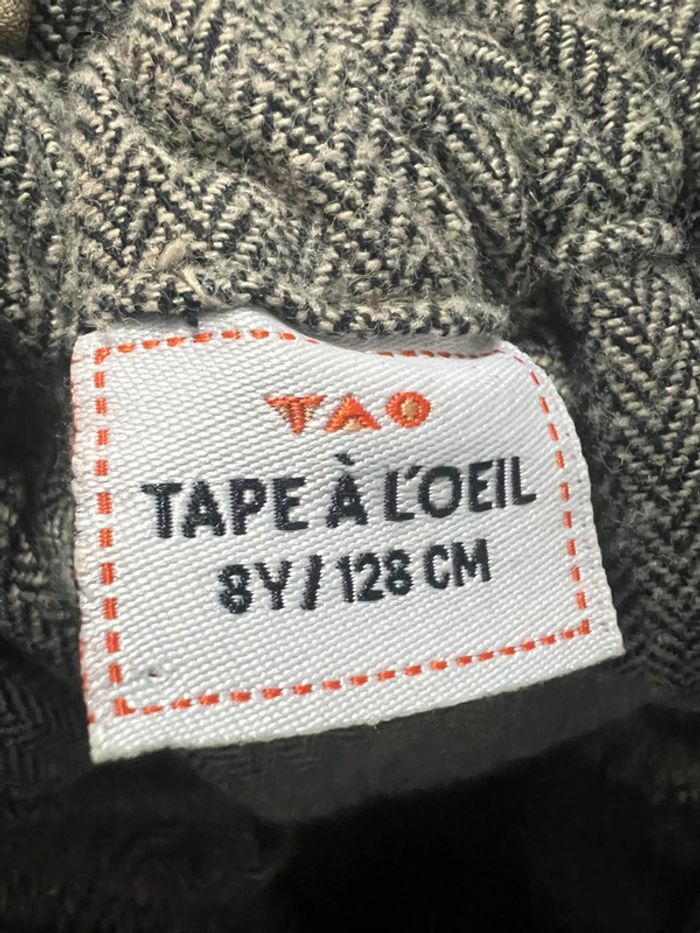 TAO
TAPE À L'OEIL
8Y/128 CM